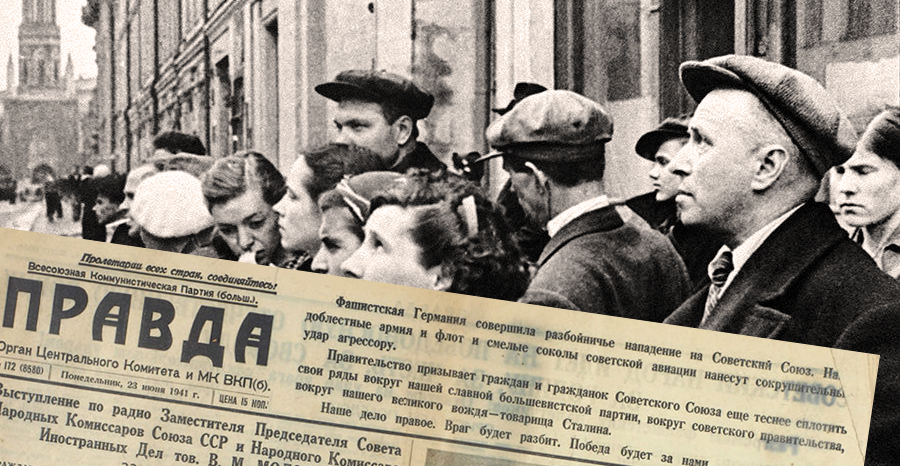 Пролетарии всех стран, соединяйтесь!
Всесоюзная Коммунистическая Партия (больш.).
ПРАВДА
Орган Центрального Комитета и МК ВКП(б).
172 (8580)
Понедельник, 23 июня 1941 г.
ЦЕНА 15 КОП.
Выступление по радио Заместителя Председателя Совета
Народных Комиссаров Союза ССР и Народного Комиссара
Иностранных Дел тов. В. М.
Фашистская Германия совершила разбойничье нападение на Советский Союз. На
доблестные армия и флот и смелые соколы советской авиации нанесут сокрушительны
удар агрессору.
Правительство призывает граждан и гражданок Советского Союза еще теснее сплотить
свои ряды вокруг нашей славной большевистской партии, вокруг советского правительства,
вокруг нашего великого вождя—товарища Сталина.
Наше дело правое. Враг будет разбит. Победа будет за нами